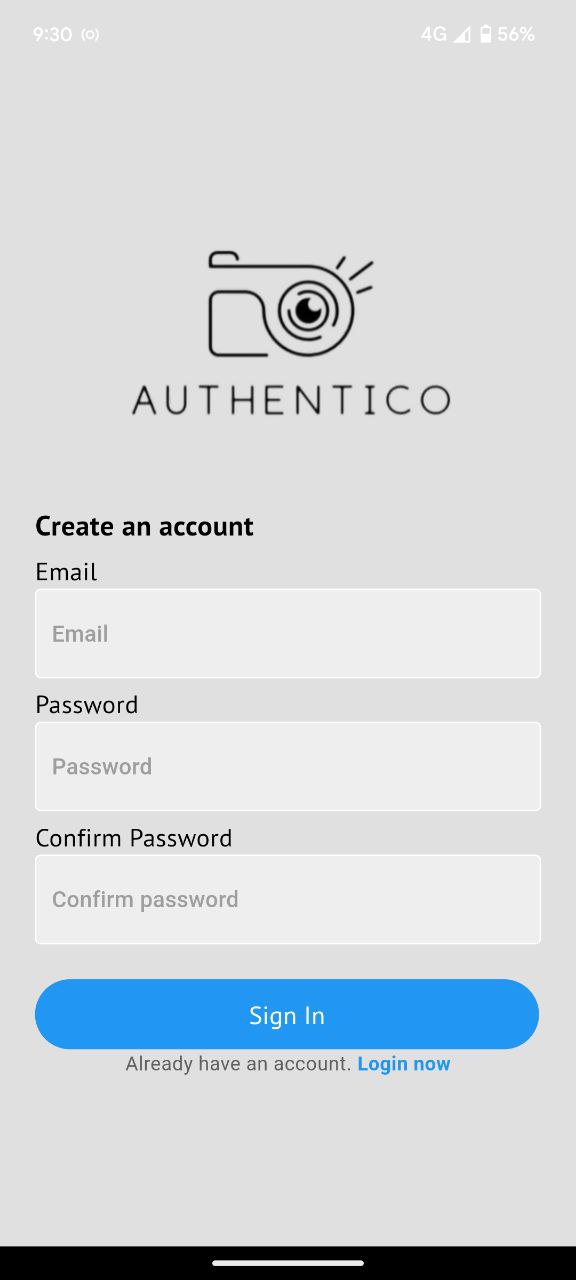 9:30 4G 56%
AUTHENTICO
Create an account
Email
Email
Password
Password
Confirm Password
Confirm password
Sign In
Already have an account. Login now